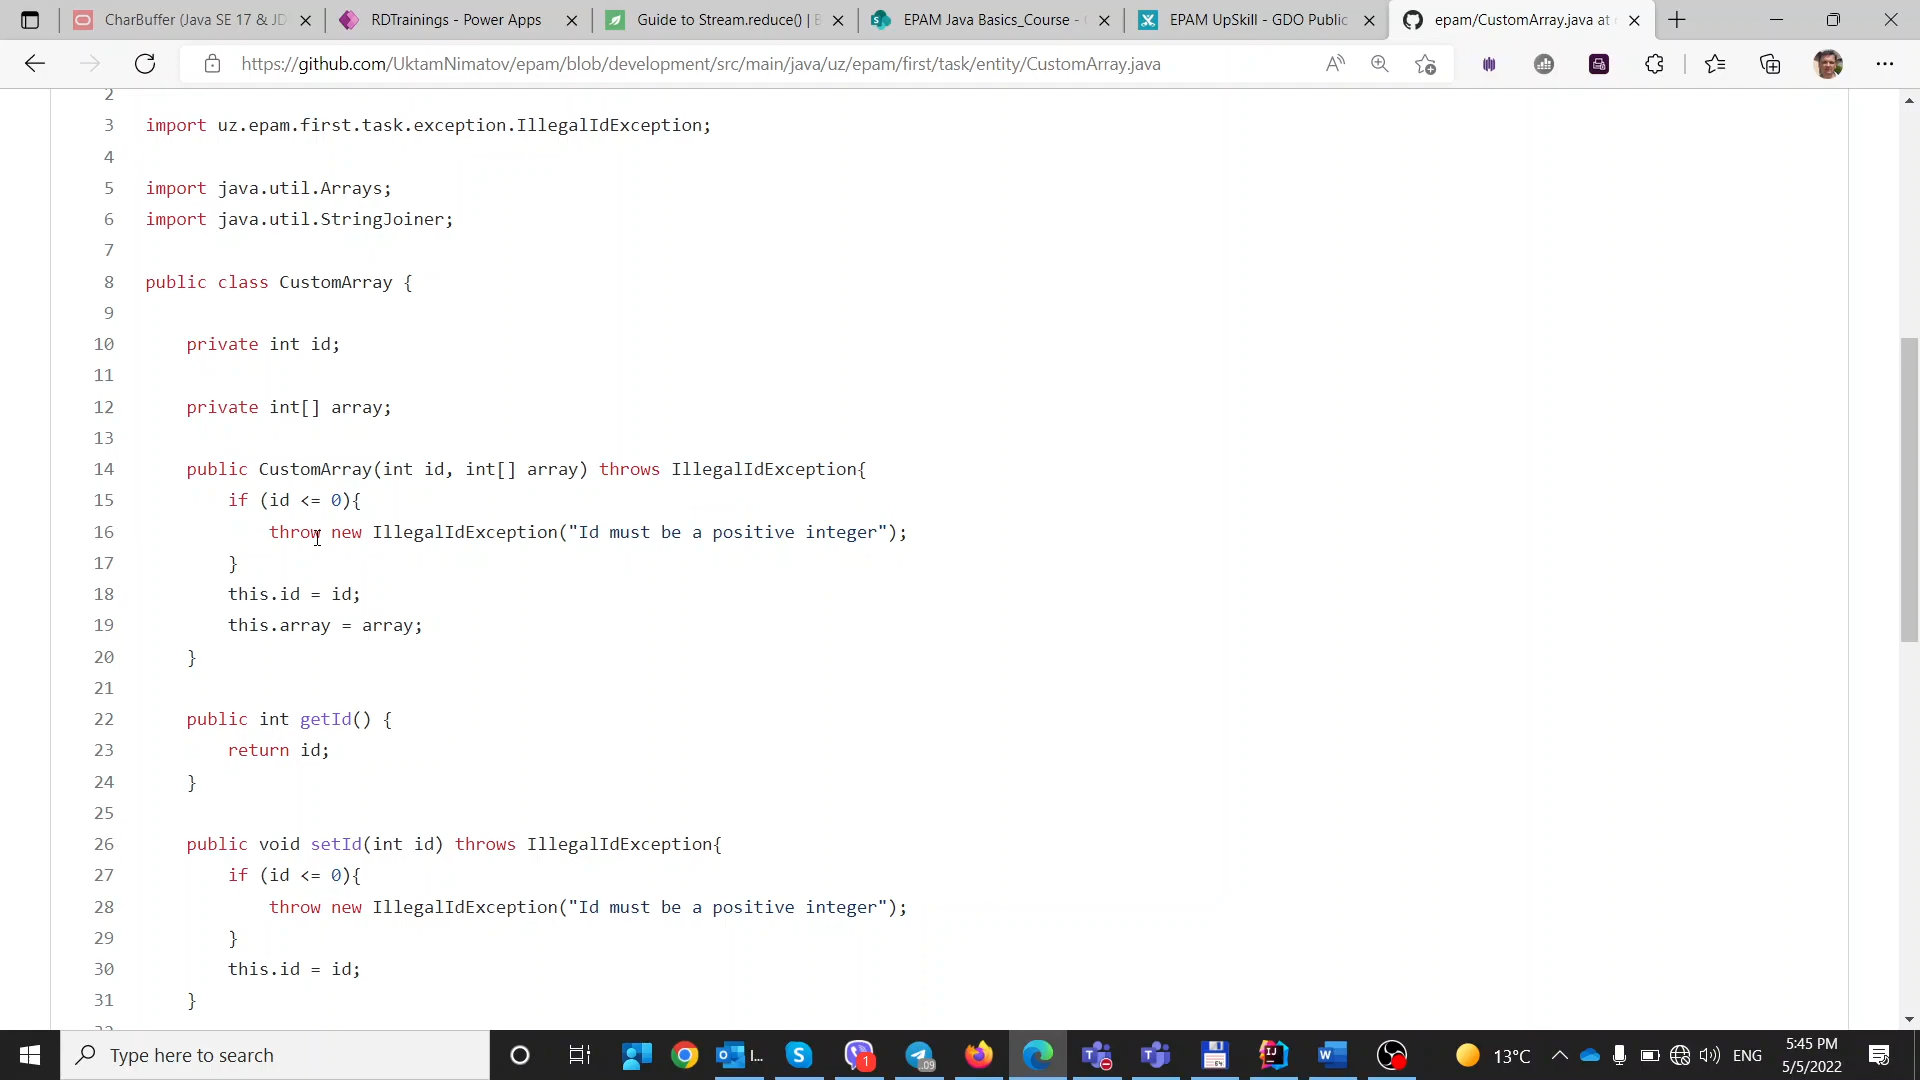 CharBuffer (Java SE 17 & JD
RDTrainings - Power Apps
Guide to Stream.reduce() | B
EPAM Java Basics_Course -
EPAM UpSkill - GDO Public
epam/CustomArray.java at
https://github.com/UktamNimatov/epam/blob/development/src/main/java/uz/epam/first/task/entity/CustomArray.java
2
3 import uz.epam.first.task.exception.IllegalIdException;
4
5 import java.util.Arrays;
6 import java.util.StringJoiner;
7
8 public class CustomArray {
9
10 private int id;
11
12 private int[] array;
13
14 public CustomArray(int id, int[] array) throws IllegalIdException{
15 if (id <= 0){
16 throw new IllegalIdException("Id must be a positive integer");
17 }
18 this.id = id;
19 this.array = array;
20 }
21
22 public int getId() {
23 return id;
24 }
25
26 public void setId(int id) throws IllegalIdException{
27 if (id <= 0){
28 throw new IllegalIdException("Id must be a positive integer");
29 }
30 this.id = id;
31 }
Type here to search
I...
1
.09
13°C
ENG
5:45 PM
5/5/2022